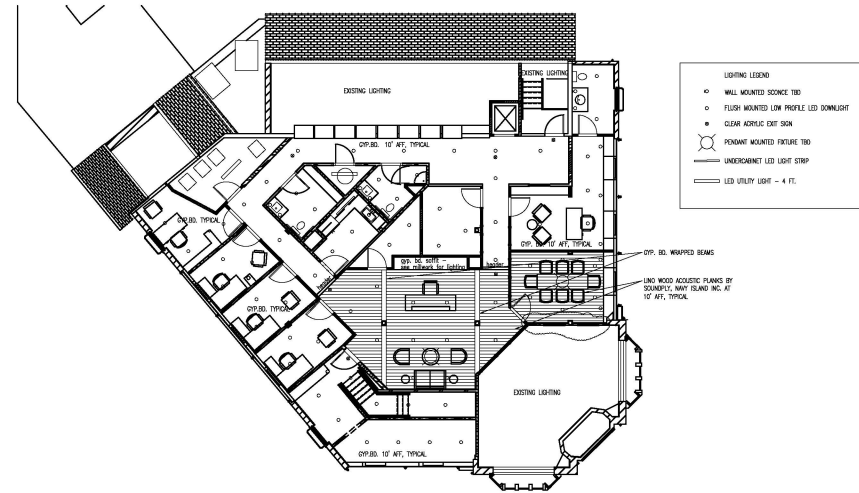 EXISTING LIGHTING
EXISTING LIGHTING
GYP.BD. 10' AFF, TYPICAL
GYP.BD. TYPICAL
GYP. BD. 10' AFF, TYPICAL
gyp. bd. soffit -
see millwork for lighting
header
header
GYP.BD. TYPICAL
EXISTING LIGHTING
GYP.BD. 10' AFF, TYPICAL
LIGHTING LEGEND
WALL MOUNTED SCONCE TBD
FLUSH MOUNTED LOW PROFILE LED DOWNLIGHT
CLEAR ACRYLIC EXIT SIGN
PENDANT MOUNTED FIXTURE TBD
UNDERCABINET LED LIGHT STRIP
LED UTILITY LIGHT - 4 FT.
GYP. BD. WRAPPED BEAMS
LINO WOOD ACOUSTIC PLANKS BY
SOUNDPLY, NAVY ISLAND INC. AT
10' AFF, TYPICAL